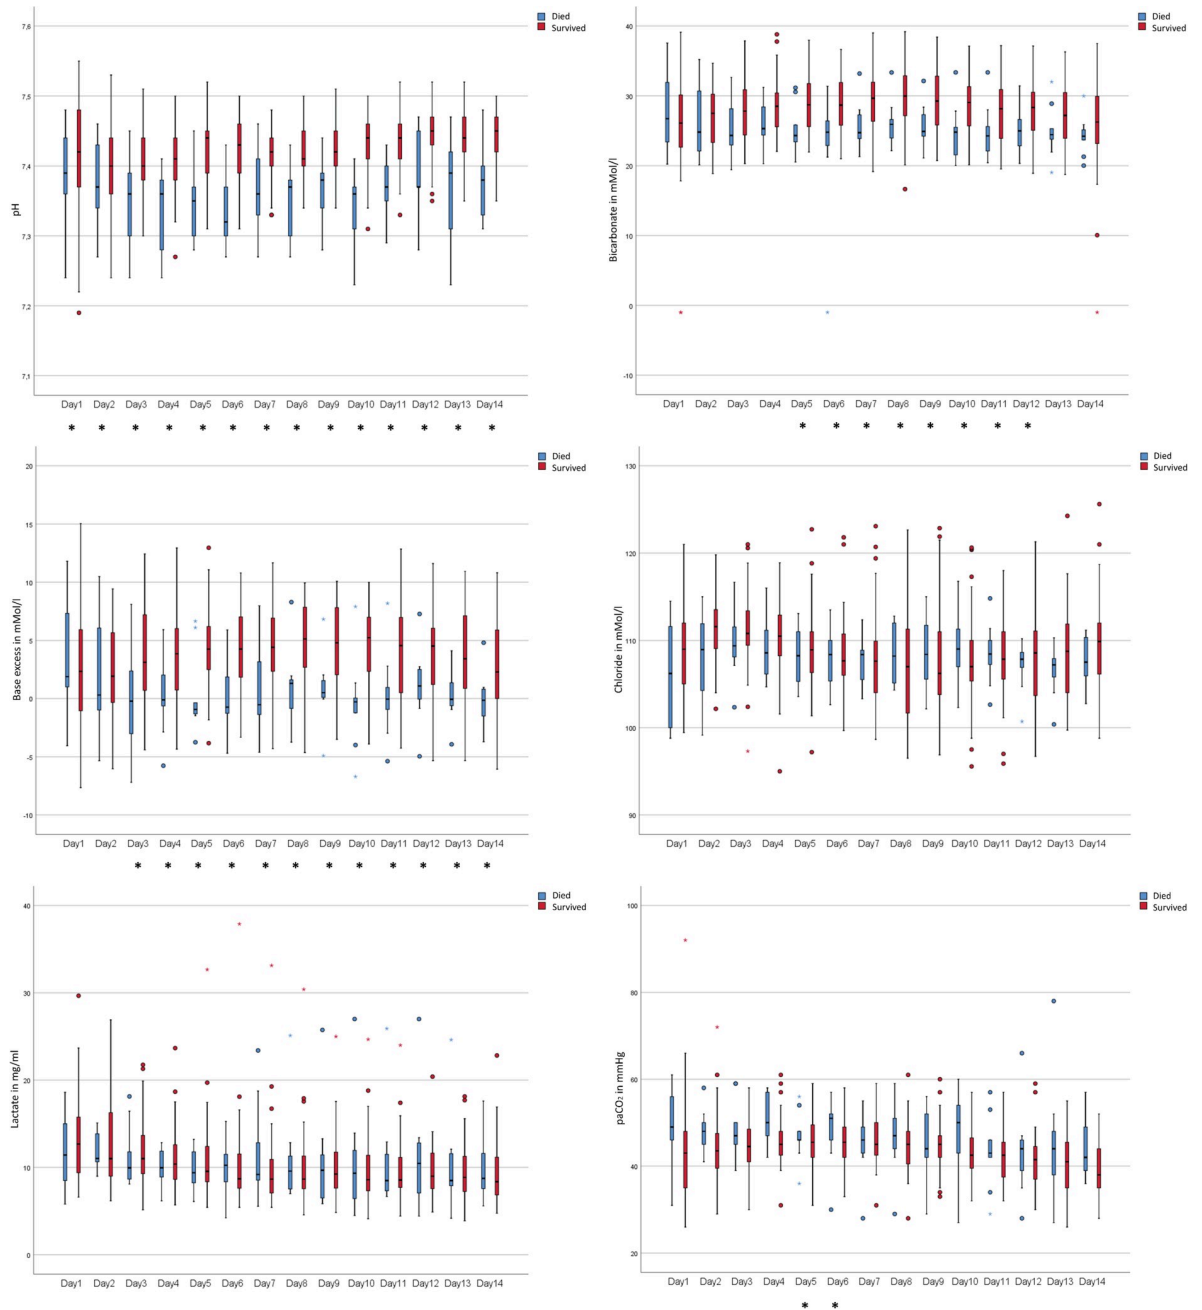 Died
Survived
7,6
7,5
7,4
7,3
7,2
7,1
pH
Day1 Day2 Day3 Day4 Day5 Day6 Day7 Day8 Day9 Day10 Day11 Day12 Day13 Day14
* * * * * * * * * * * * * *
Died
Survived
40
30
20
10
0
-10
Bicarbonate in mMol/l
Day1 Day2 Day3 Day4 Day5 Day6 Day7 Day8 Day9 Day10 Day11 Day12 Day13 Day14
* * * * * * * *
Died
Survived
20
15
10
5
0
-5
-10
Base excess in mMol/l
Day1 Day2 Day3 Day4 Day5 Day6 Day7 Day8 Day9 Day10 Day11 Day12 Day13 Day14
* * * * * * * * * * * *
Died
Survived
130
120
110
100
90
Chloride in mMol/l
Day1 Day2 Day3 Day4 Day5 Day6 Day7 Day8 Day9 Day10 Day11 Day12 Day13 Day14
Died
Survived
40
30
20
10
0
Lactate in mg/ml
Day1 Day2 Day3 Day4 Day5 Day6 Day7 Day8 Day9 Day10 Day11 Day12 Day13 Day14
Died
Survived
100
80
60
40
20
paCO₂ in mmHg
Day1 Day2 Day3 Day4 Day5 Day6 Day7 Day8 Day9 Day10 Day11 Day12 Day13 Day14
* *